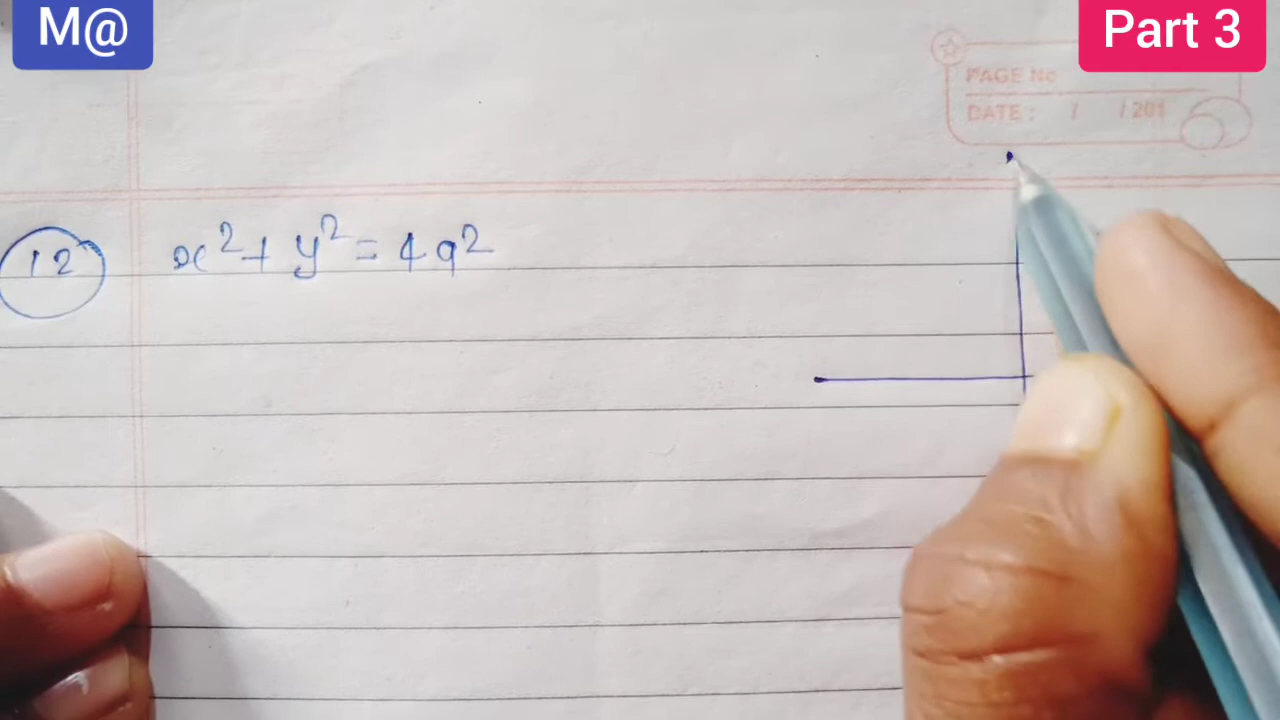 M@
Part 3
PAGE No
DATE : / / 201
12 x² + y² = 4a²